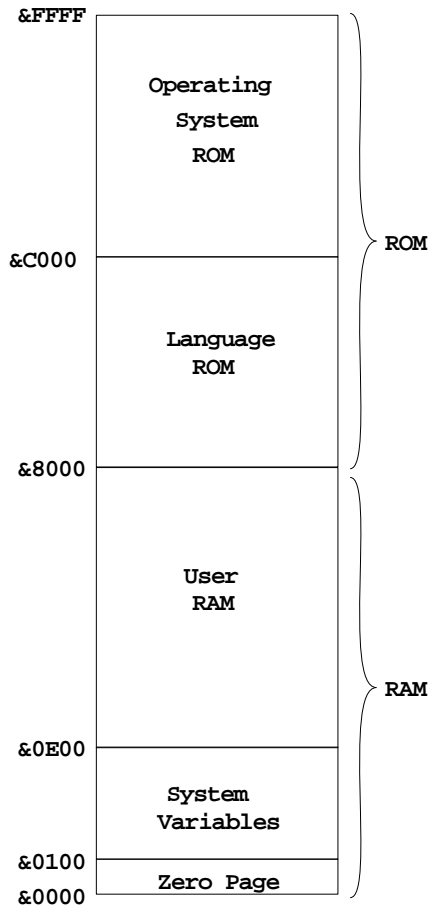 &FFFF
Operating
System
ROM
ROM
&C000
Language
ROM
&8000
User
RAM
RAM
&0E00
System
Variables
&0100
Zero Page
&0000